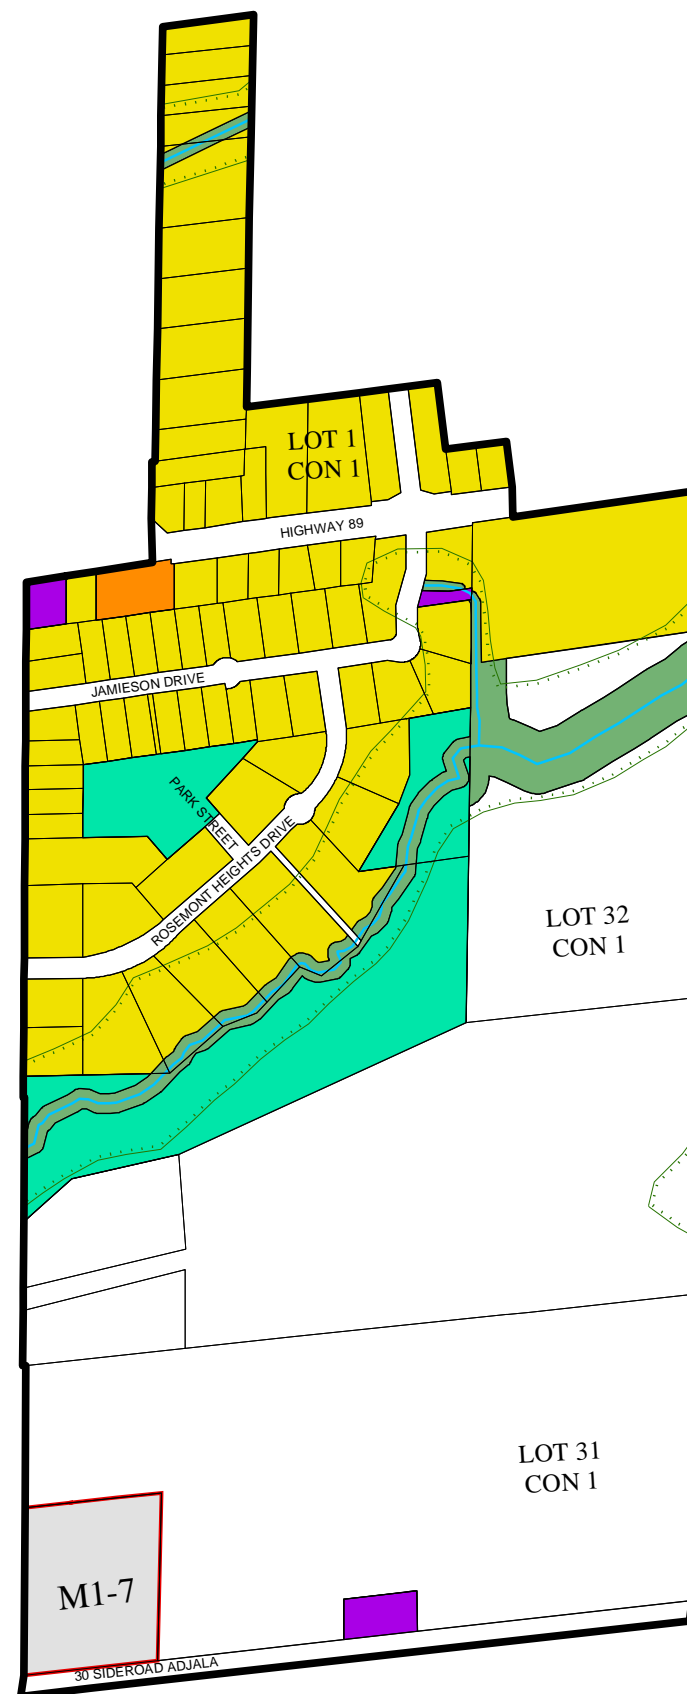 LOT 1
CON 1
HIGHWAY 89
JAMIESON DRIVE
PARK STREET
ROSEMONT HEIGHTS DRIVE
LOT 32
CON 1
LOT 31
CON 1
M1-7
30 SIDEROAD ADJALA